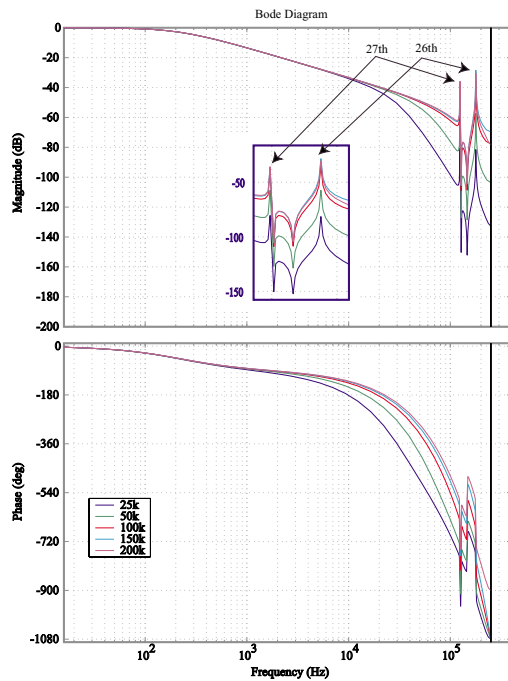 Bode Diagram
27th
26th
0
-20
-40
-60
-80
-100
-120
-140
-160
-180
-200
Magnitude (dB)
-50
-100
-150
0
-180
-360
-540
-720
-900
-1080
Phase (deg)
25k
50k
100k
150k
200k
10^2
10^3
10^4
10^5
Frequency (Hz)